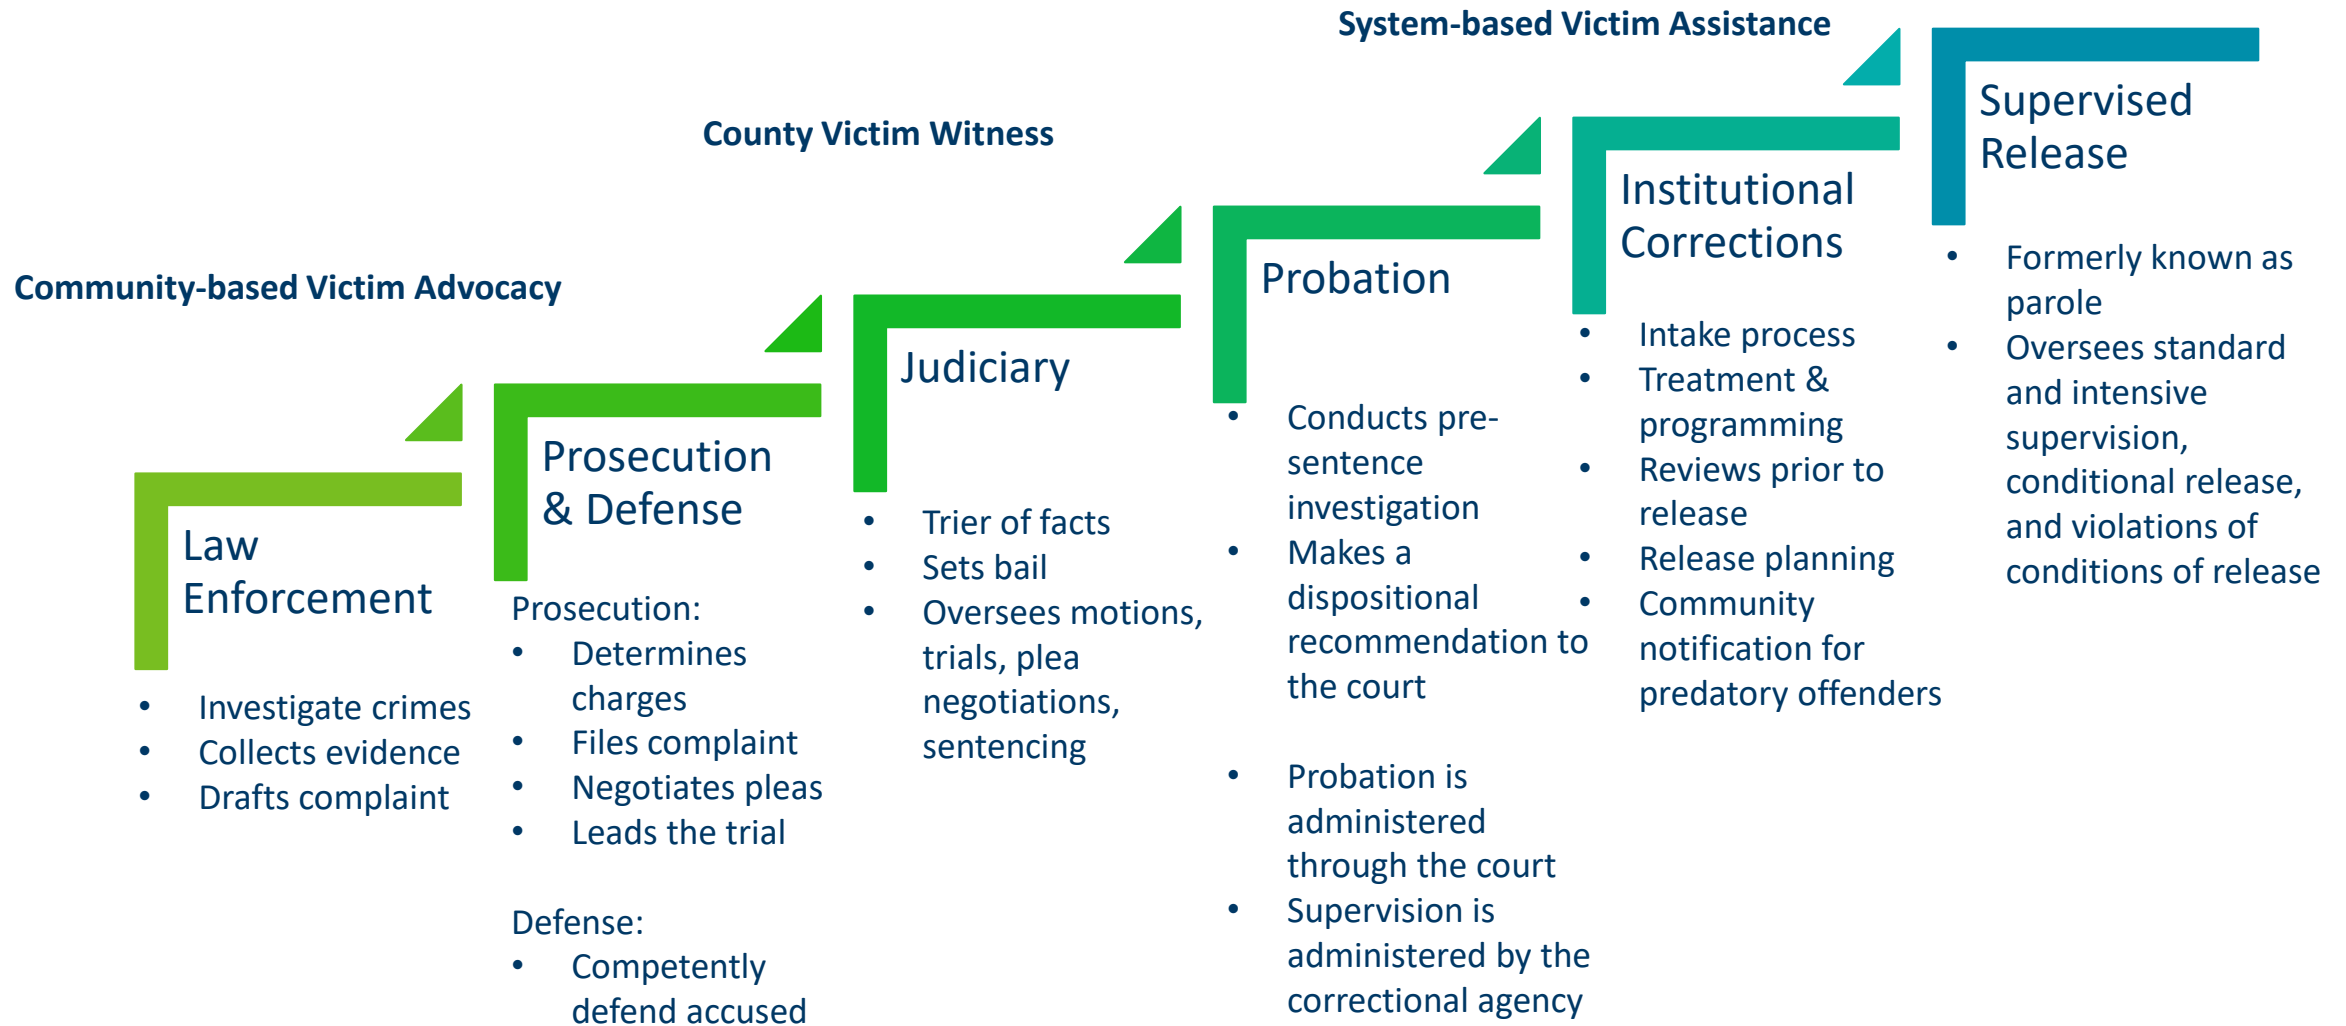 System-based Victim Assistance
County Victim Witness
Community-based Victim Advocacy
Law
Enforcement
• Investigate crimes
• Collects evidence
• Drafts complaint
Prosecution
& Defense
Prosecution:
• Determines
charges
• Files complaint
• Negotiates pleas
• Leads the trial
Defense:
• Competently
defend accused
Judiciary
• Trier of facts
• Sets bail
• Oversees motions,
trials, plea
negotiations,
sentencing
Probation
• Conducts pre-
sentence
investigation
• Makes a
dispositional
recommendation to
the court
• Probation is
administered
through the court
• Supervision is
administered by the
correctional agency
Institutional
Corrections
• Intake process
• Treatment &
programming
• Reviews prior to
release
• Release planning
• Community
notification for
predatory offenders
Supervised
Release
• Formerly known as
parole
• Oversees standard
and intensive
supervision,
conditional release,
and violations of
conditions of release